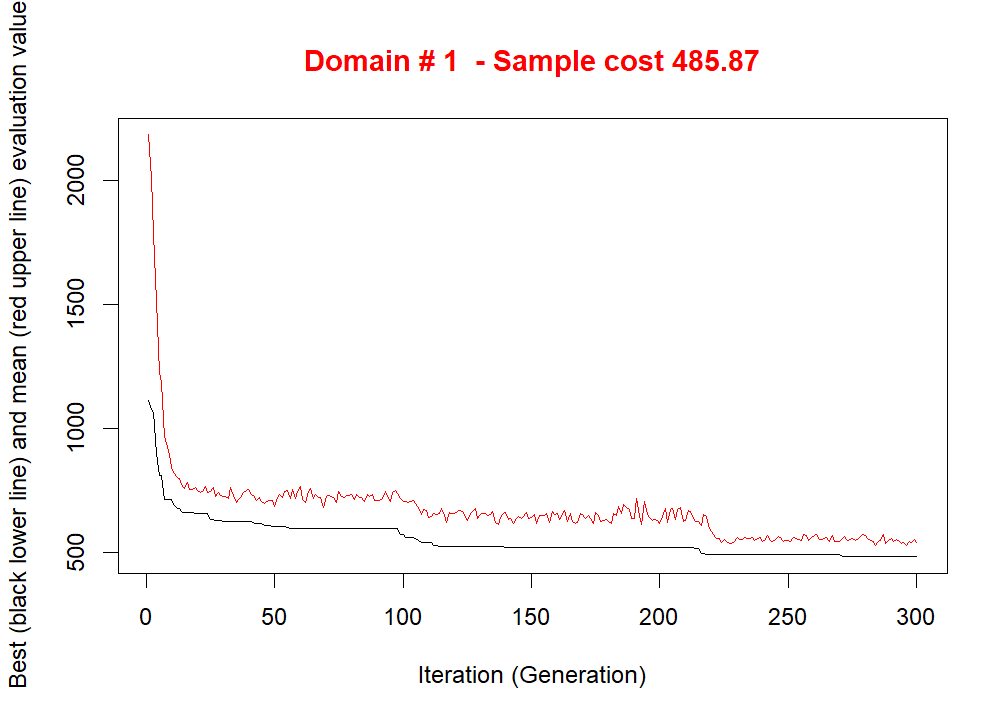 Domain # 1  - Sample cost 485.87
Best (black lower line) and mean (red upper line) evaluation value
2000
1500
1000
500
0 50 100 150 200 250 300
Iteration (Generation)